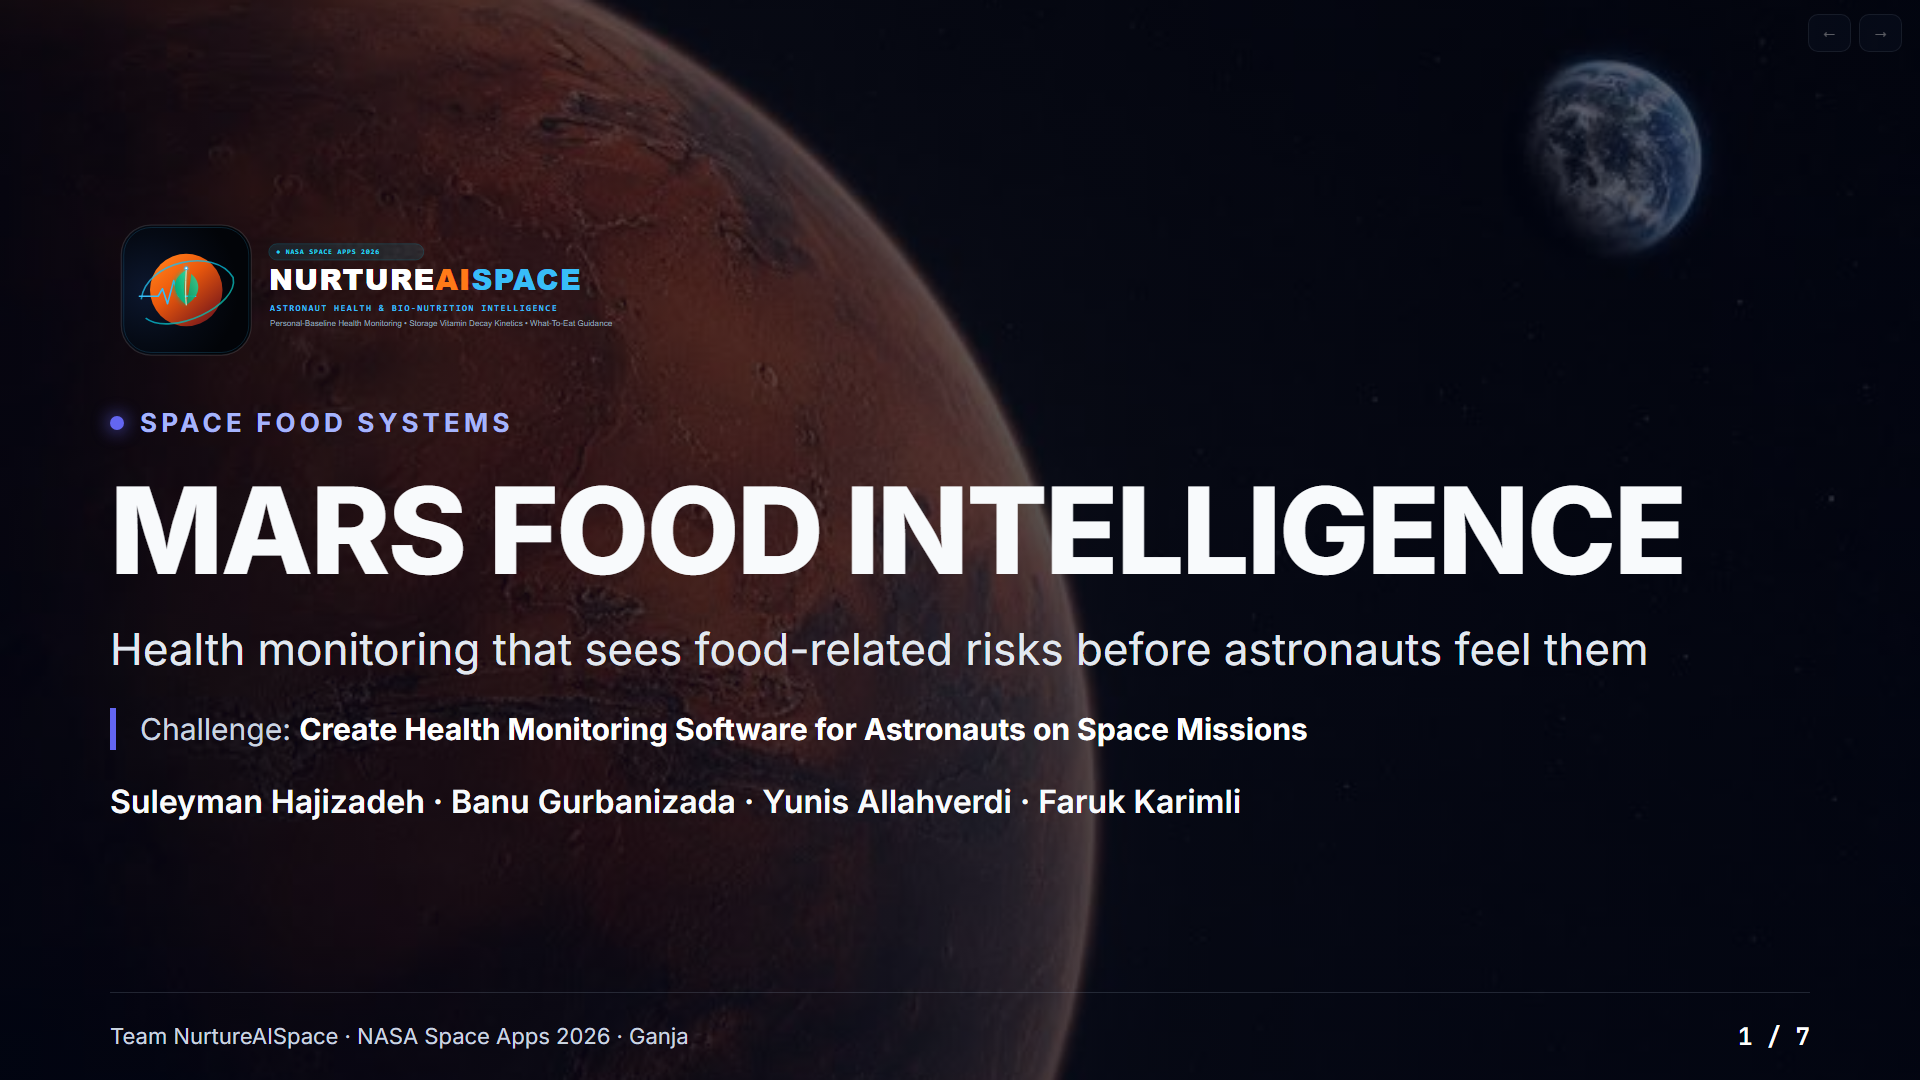 ← →
● NASA SPACE APPS 2026
NURTUREAISPACE
ASTRONAUT HEALTH & BIO-NUTRITION INTELLIGENCE
Personal-Baseline Health Monitoring • Storage Vitamin Decay Kinetics • What-To-Eat Guidance
SPACE FOOD SYSTEMS
MARS FOOD INTELLIGENCE
Health monitoring that sees food-related risks before astronauts feel them
Challenge: Create Health Monitoring Software for Astronauts on Space Missions
Suleyman Hajizadeh · Banu Gurbanizada · Yunis Allahverdi · Faruk Karimli
Team NurtureAISpace · NASA Space Apps 2026 · Ganja
1 / 7